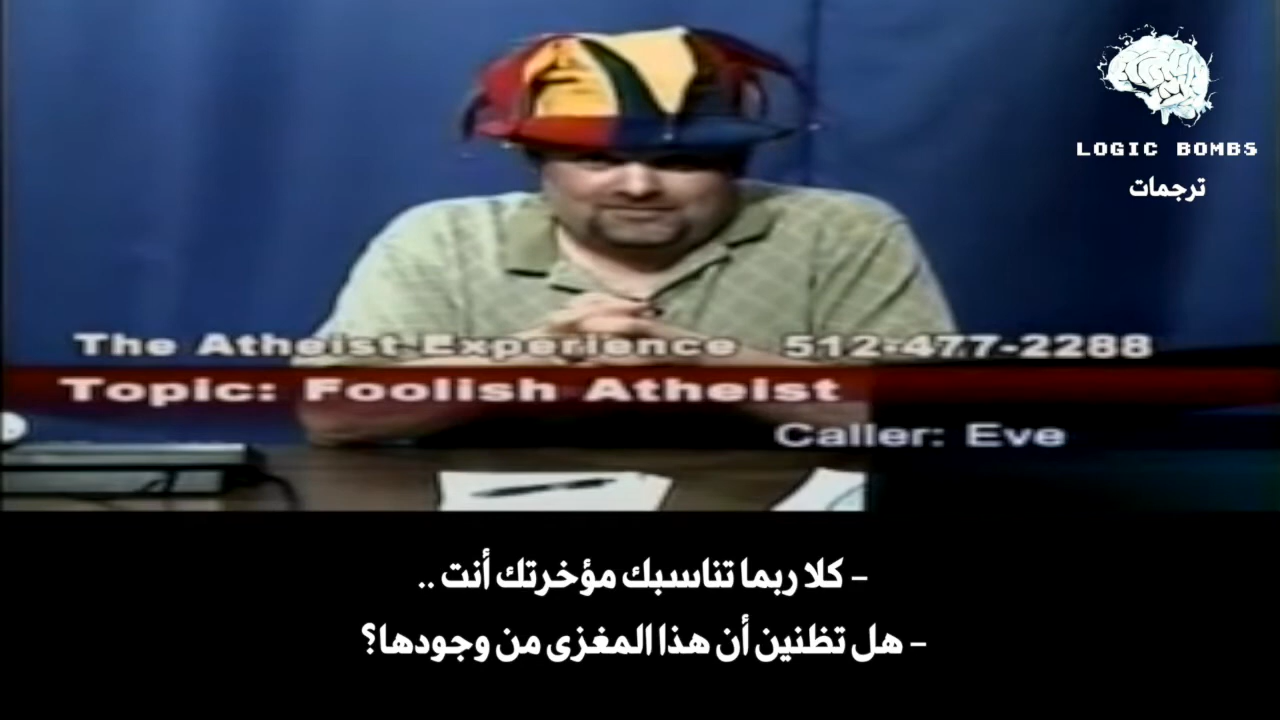 LOGIC BOMBS
ترجمات
The Atheist Experience 512-477-2288
Topic: Foolish Atheist
Caller: Eve
- كلا ربما تناسبك مؤخرتك أنت ..
- هل تظنين أن هذا المغزى من وجودها؟